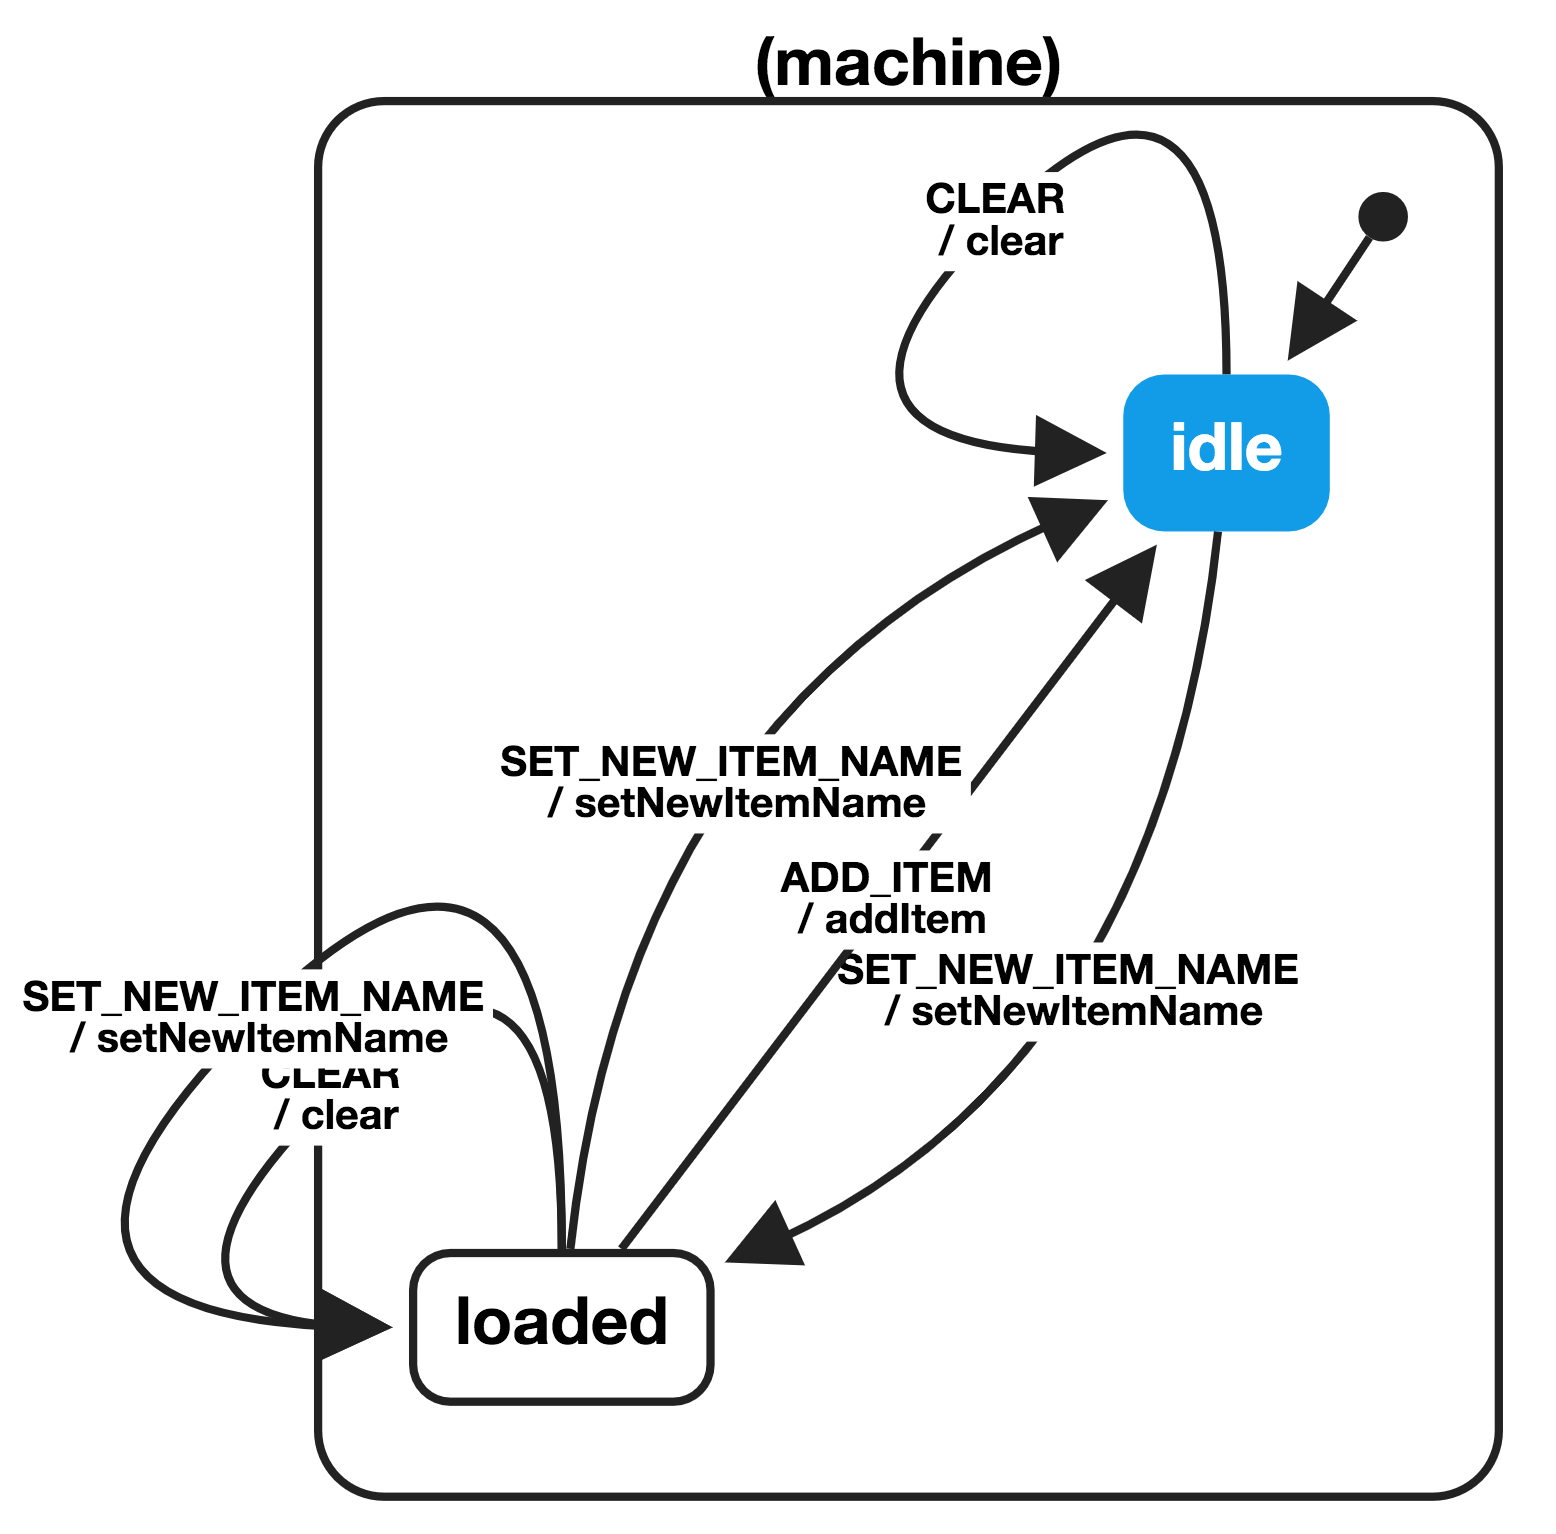 (machine)
CLEAR
/ clear
idle
SET_NEW_ITEM_NAME
/ setNewItemName
ADD_ITEM
/ addItem
SET_NEW_ITEM_NAME
/ setNewItemName
SET_NEW_ITEM_NAME
/ setNewItemName
CLEAR
/ clear
loaded